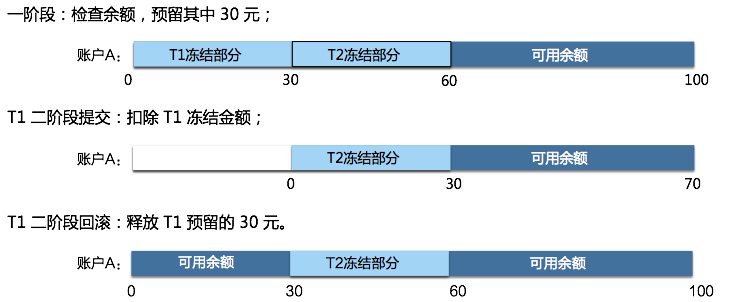 一阶段：检查余额，预留其中 30 元；
账户A： T1冻结部分 T2冻结部分 可用余额
0 30 60 100
T1 二阶段提交：扣除 T1 冻结金额；
账户A： T2冻结部分 可用余额
0 30 70
T1 二阶段回滚：释放 T1 预留的 30 元。
账户A： 可用余额 T2冻结部分 可用余额
0 30 60 100